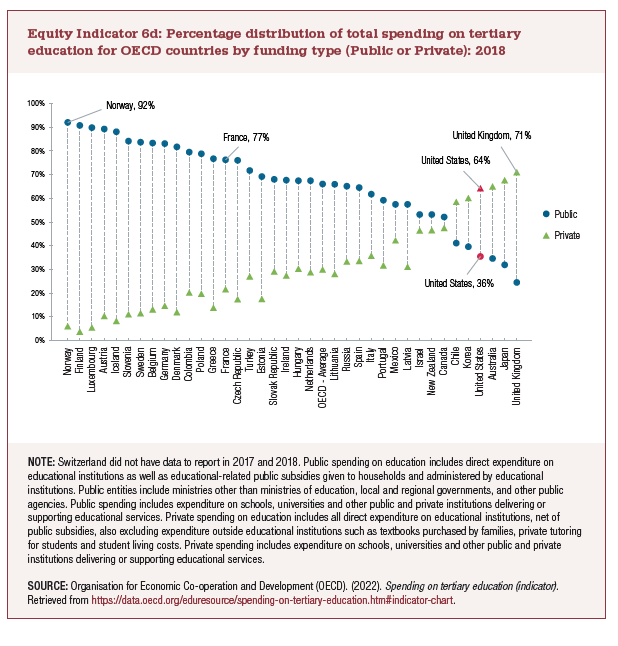 Equity Indicator 6d: Percentage distribution of total spending on tertiary
education for OECD countries by funding type (Public or Private): 2018
100%
90%
80%
70%
60%
50%
40%
30%
20%
10%
0%
Norway, 92%
France, 77%
United Kingdom, 71%
United States, 64%
United States, 36%
Public
Private
Norway
Finland
Luxembourg
Austria
Iceland
Slovenia
Sweden
Belgium
Germany
Denmark
Colombia
Poland
Greece
France
Czech Republic
Turkey
Estonia
Slovak Republic
Ireland
Hungary
Netherlands
OECD - Average
Lithuania
Russia
Spain
Italy
Portugal
Mexico
Latvia
Israel
New Zealand
Canada
Chile
Korea
United States
Australia
Japan
United Kingdom
NOTE: Switzerland did not have data to report in 2017 and 2018. Public spending on education includes direct expenditure on
educational institutions as well as educational-related public subsidies given to households and administered by educational
institutions. Public entities include ministries other than ministries of education, local and regional governments, and other public
agencies. Public spending includes expenditure on schools, universities and other public and private institutions delivering or
supporting educational services. Private spending on education includes all direct expenditure on educational institutions, net of
public subsidies, also excluding expenditure outside educational institutions such as textbooks purchased by families, private tutoring
for students and student living costs. Private spending includes expenditure on schools, universities and other public and private
institutions delivering or supporting educational services.
SOURCE: Organisation for Economic Co-operation and Development (OECD). (2022). Spending on tertiary education (indicator).
Retrieved from https://data.oecd.org/eduresource/spending-on-tertiary-education.htm#indicator-chart.